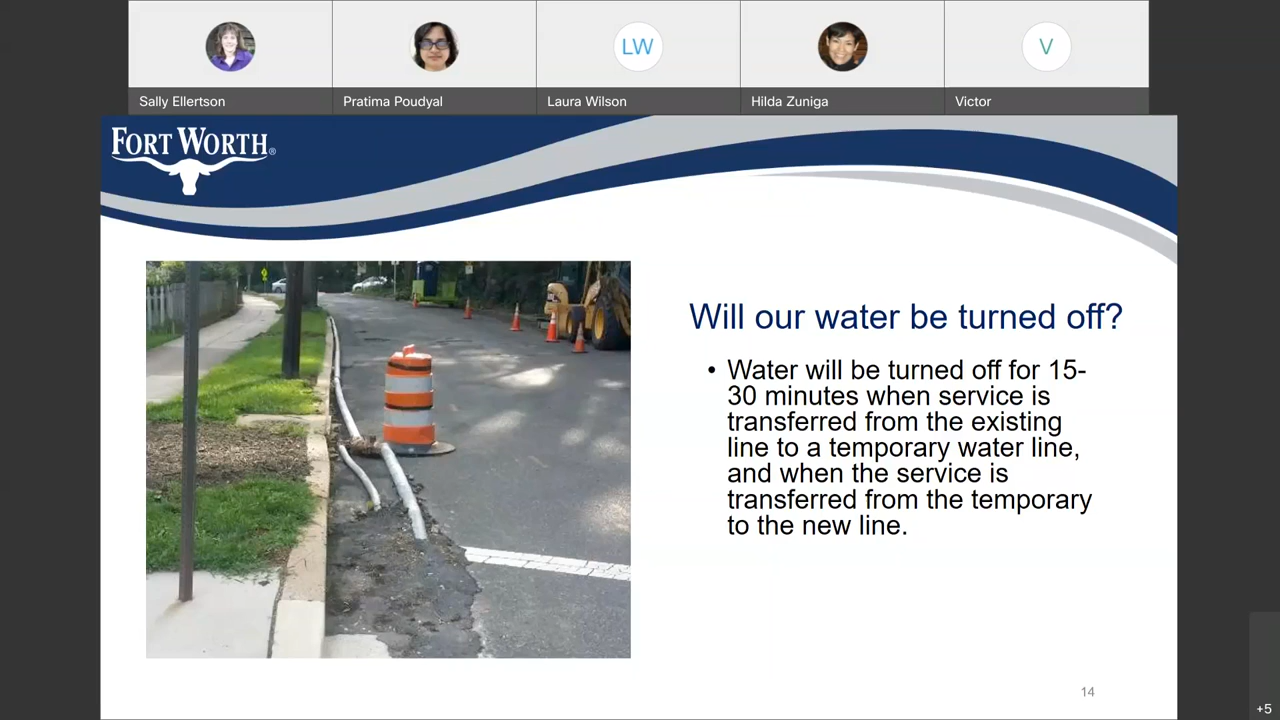 Sally Ellertson
Pratima Poudyal
LW
Laura Wilson
Hilda Zuniga
V
Victor
FORT WORTH®
Will our water be turned off?
• Water will be turned off for 15-
30 minutes when service is
transferred from the existing
line to a temporary water line,
and when the service is
transferred from the temporary
to the new line.
14
+5